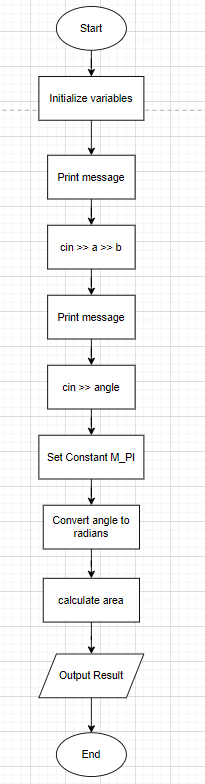 Start
Initialize variables
Print message
cin >> a >> b
Print message
cin >> angle
Set Constant M_PI
Convert angle to
radians
calculate area
Output Result
End